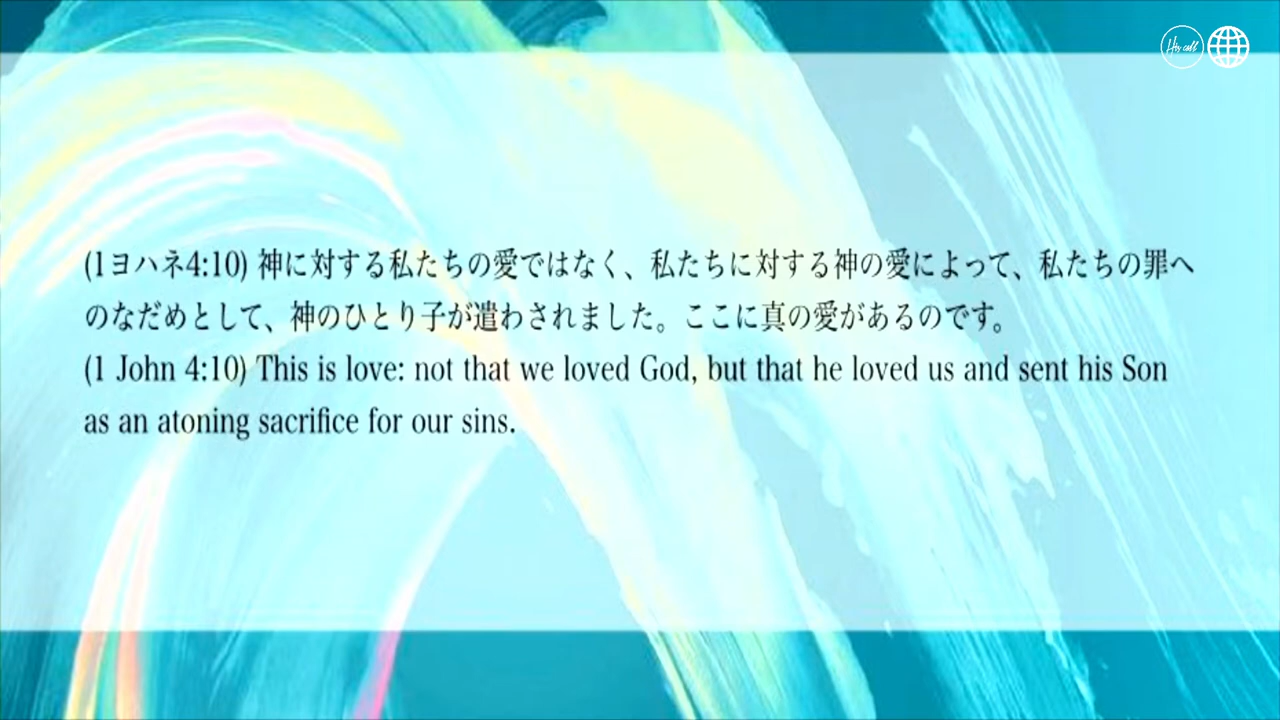 His call
(1ヨハネ4:10) 神に対する私たちの愛ではなく、私たちに対する神の愛によって、私たちの罪へ
のなだめとして、神のひとり子が遣わされました。ここに真の愛があるのです。
(1 John 4:10) This is love: not that we loved God, but that he loved us and sent his Son
as an atoning sacrifice for our sins.